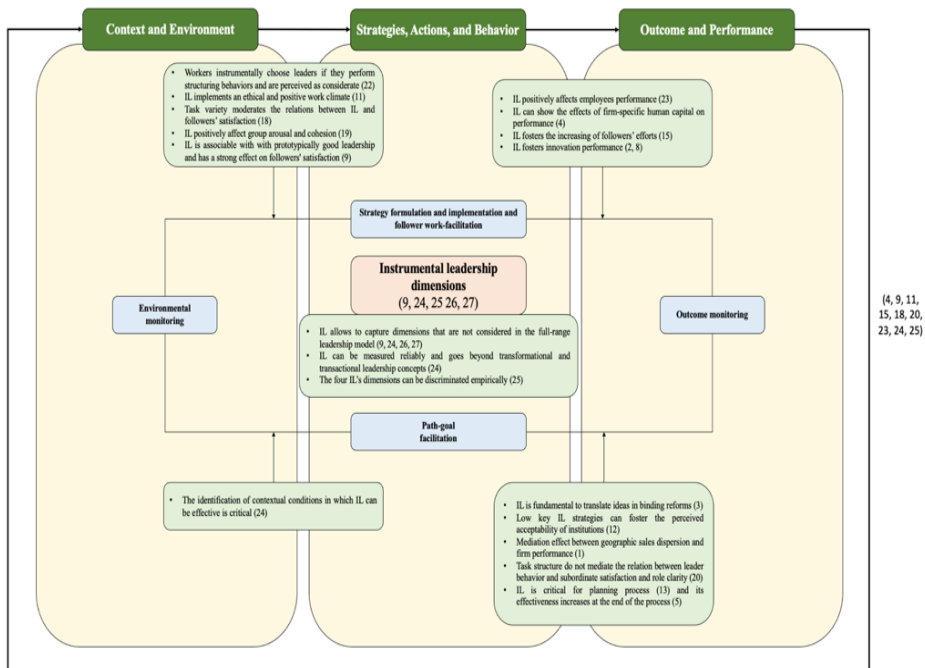 Context and Environment
Strategies, Actions, and Behavior
Outcome and Performance
• Workers instrumentally choose leaders if they perform
structuring behaviors and are perceived as considerate (22)
• IL implements an ethical and positive work climate (11)
• Task variety moderates the relations between IL and
followers' satisfaction (18)
• IL positively affect group arousal and cohesion (19)
• IL is associable with with prototypically good leadership
and has a strong effect on followers' satisfaction (9)
• IL positively affects employees performance (23)
• IL can show the effects of firm-specific human capital on
performance (4)
• IL fosters the increasing of followers' efforts (15)
• IL fosters innovation performance (2, 8)
Strategy formulation and implementation and
follower work-facilitation
Instrumental leadership
dimensions
(9, 24, 25 26, 27)
Environmental
monitoring
Outcome monitoring
(4, 9, 11,
15, 18, 20,
23, 24, 25)
• IL allows to capture dimensions that are not considered in the full-range
leadership model (9, 24, 26, 27)
• IL can be measured reliably and goes beyond transformational and
transactional leadership concepts (24)
• The four IL's dimensions can be discriminated empirically (25)
Path-goal
facilitation
• The identification of contextual conditions in which IL can
be effective is critical (24)
• IL is fundamental to translate ideas in binding reforms (3)
• Low key IL strategies can foster the perceived
acceptability of institutions (12)
• Mediation effect between geographic sales dispersion and
firm performance (1)
• Task structure do not mediate the relation between leader
behavior and subordinate satisfaction and role clarity (20)
• IL is critical for planning process (13) and its
effectiveness increases at the end of the process (5)